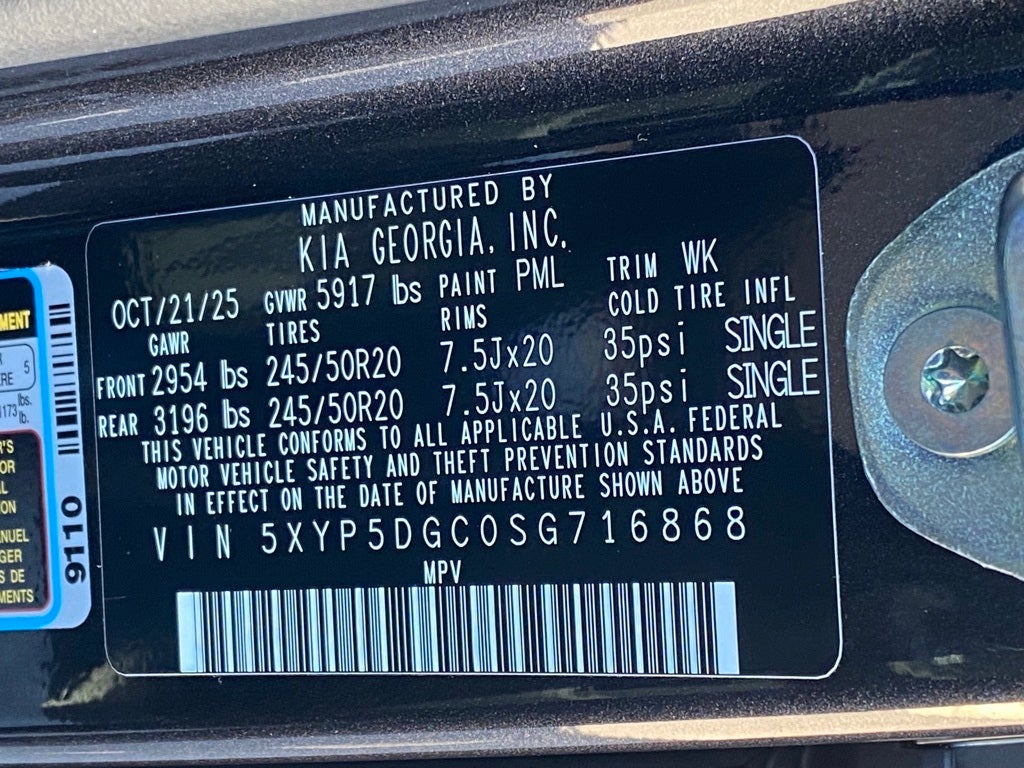 MANUFACTURED BY
KIA GEORGIA, INC.
OCT/21/25 GVWR 5917 lbs PAINT PML TRIM WK
GAWR TIRES RIMS COLD TIRE INFL
FRONT 2954 lbs 245/50R20 7.5Jx20 35psi SINGLE
REAR 3196 lbs 245/50R20 7.5Jx20 35psi SINGLE
THIS VEHICLE CONFORMS TO ALL APPLICABLE U.S.A. FEDERAL
MOTOR VEHICLE SAFETY AND THEFT PREVENTION STANDARDS
IN EFFECT ON THE DATE OF MANUFACTURE SHOWN ABOVE
VIN 5XYP5DGC0SG716868
MPV
5
lbs.
lb.
9110